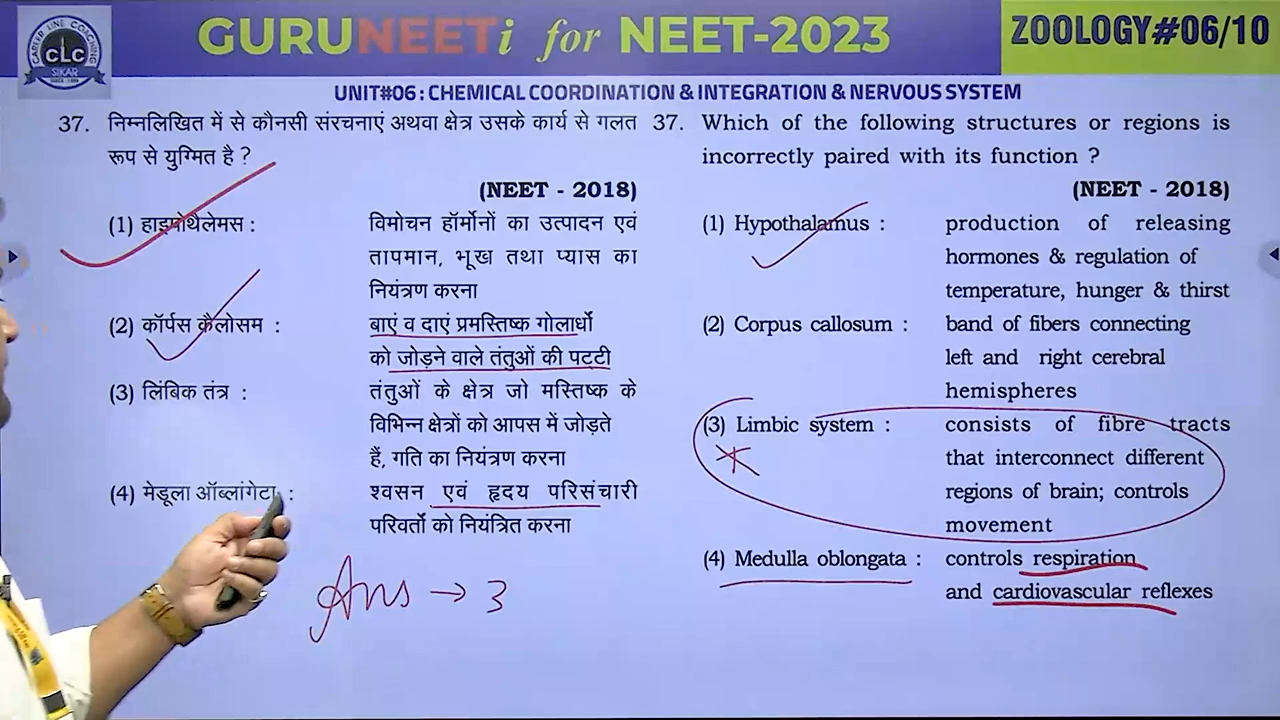 CAREER LINE COACHING
CLC
SIKAR
GURUNEETi for NEET-2023
ZOOLOGY#06/10
UNIT#06 : CHEMICAL COORDINATION & INTEGRATION & NERVOUS SYSTEM
37. निम्नलिखित में से कौनसी संरचनाएं अथवा क्षेत्र उसके कार्य से गलत
रूप से युग्मित है ?
(NEET - 2018)
(1) हाइपोथैलेमस : विमोचन हॉर्मोनों का उत्पादन एवं
तापमान, भूख तथा प्यास का
नियंत्रण करना
(2) कॉर्पस कैलोसम : बाएं व दाएं प्रमस्तिष्क गोलार्धों
को जोड़ने वाले तंतुओं की पट्टी
(3) लिंबिक तंत्र : तंतुओं के क्षेत्र जो मस्तिष्क के
विभिन्न क्षेत्रों को आपस में जोड़ते
हैं, गति का नियंत्रण करना
(4) मेडूला ऑब्लांगेटा : श्वसन एवं हृदय परिसंचारी
परिवर्तों को नियंत्रित करना
Ans → 3
37. Which of the following structures or regions is
incorrectly paired with its function ?
(NEET - 2018)
(1) Hypothalamus : production of releasing
hormones & regulation of
temperature, hunger & thirst
(2) Corpus callosum : band of fibers connecting
left and right cerebral
hemispheres
(3) Limbic system : consists of fibre tracts
that interconnect different
regions of brain; controls
movement
(4) Medulla oblongata : controls respiration
and cardiovascular reflexes